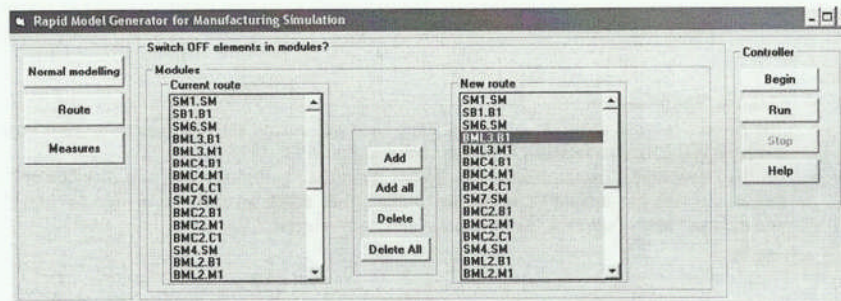 Rapid Model Generator for Manufacturing Simulation
Normal modelling
Route
Measures
Switch OFF elements in modules?
Modules
Current route
SM1.SM
SB1.B1
SM6.SM
BML3.B1
BML3.M1
BMC4.B1
BMC4.M1
BMC4.C1
SM7.SM
BMC2.B1
BMC2.M1
BMC2.C1
SM4.SM
BML2.B1
BML2.M1
Add
Add all
Delete
Delete All
New route
SM1.SM
SB1.B1
SM6.SM
BML3.B1
BML3.M1
BMC4.B1
BMC4.M1
BMC4.C1
SM7.SM
BMC2.B1
BMC2.M1
BMC2.C1
SM4.SM
BML2.B1
BML2.M1
Controller
Begin
Run
Stop
Help